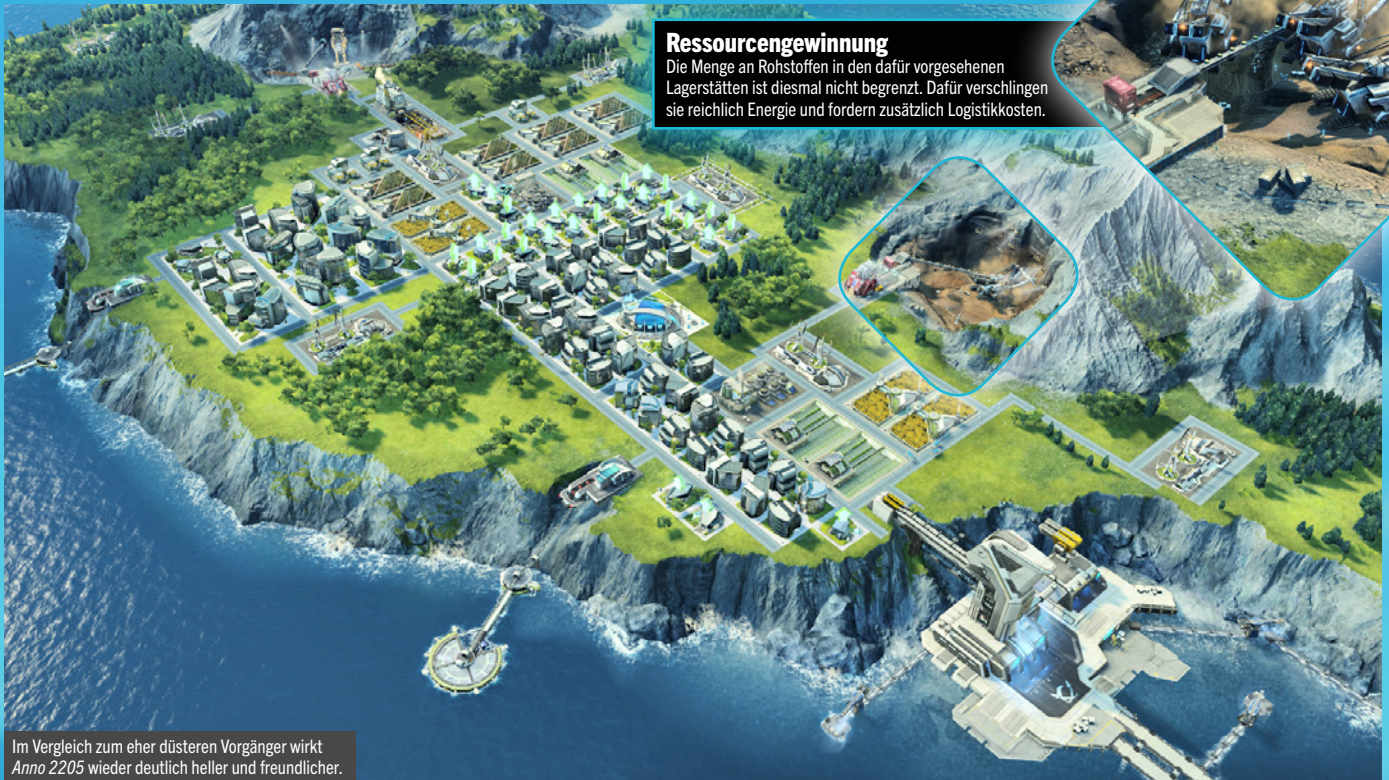 Ressourcengewinnung
Die Menge an Rohstoffen in den dafür vorgesehenen
Lagerstätten ist diesmal nicht begrenzt. Dafür verschlingen
sie reichlich Energie und fordern zusätzlich Logistikkosten.
Im Vergleich zum eher düsteren Vorgänger wirkt
Anno 2205 wieder deutlich heller und freundlicher.